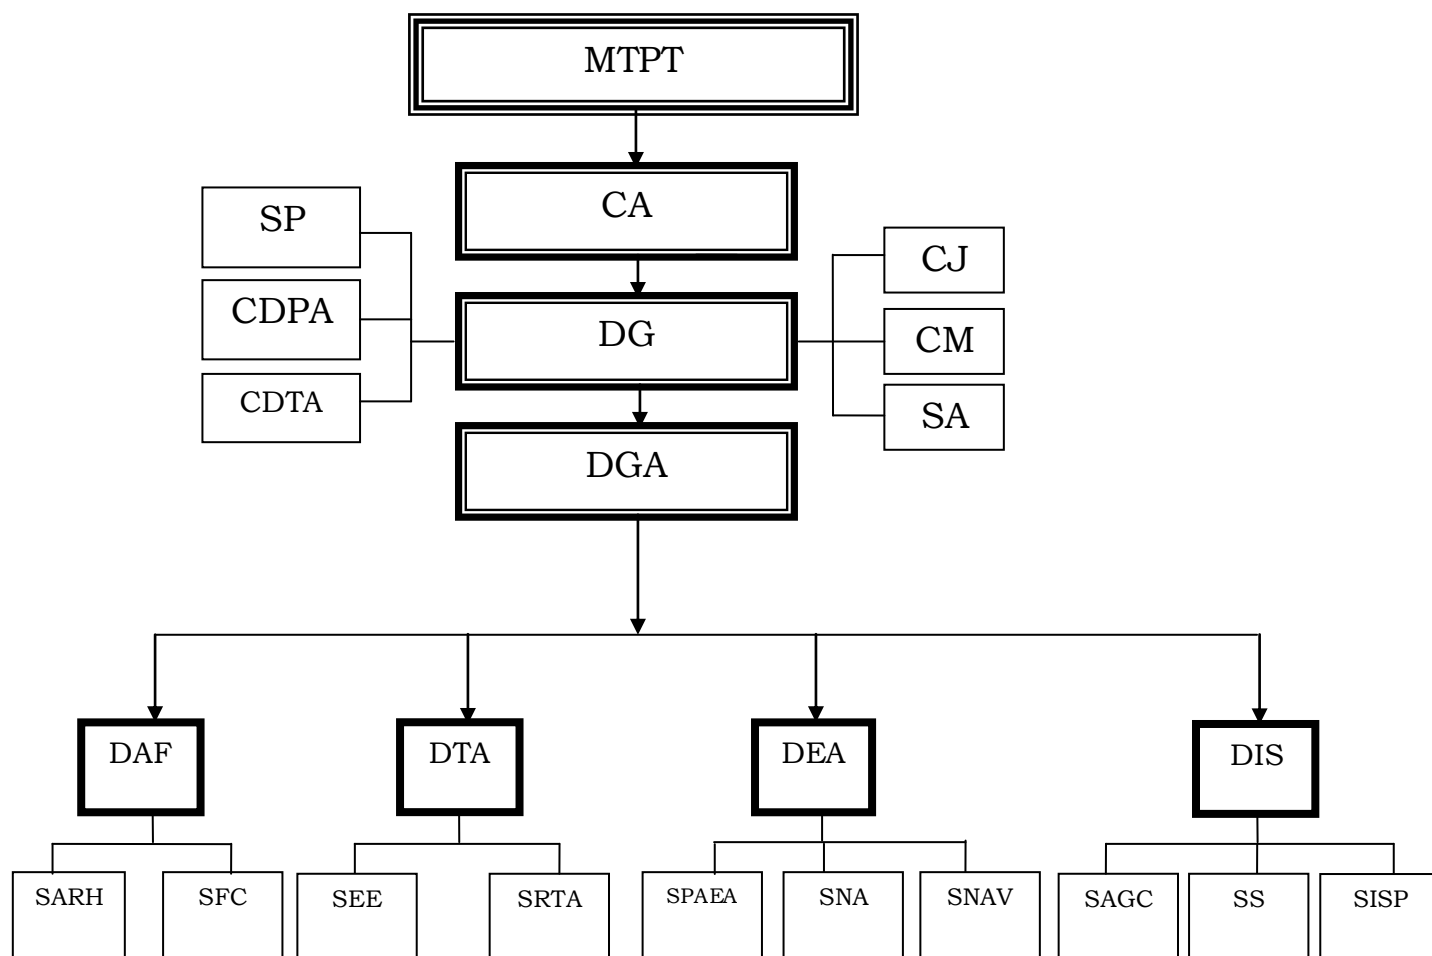 MTPT
CA
SP
CJ
CDPA
DG
CM
CDTA
SA
DGA
DAF
DTA
DEA
DIS
SARH
SFC
SEE
SRTA
SPAEA
SNA
SNAV
SAGC
SS
SISP